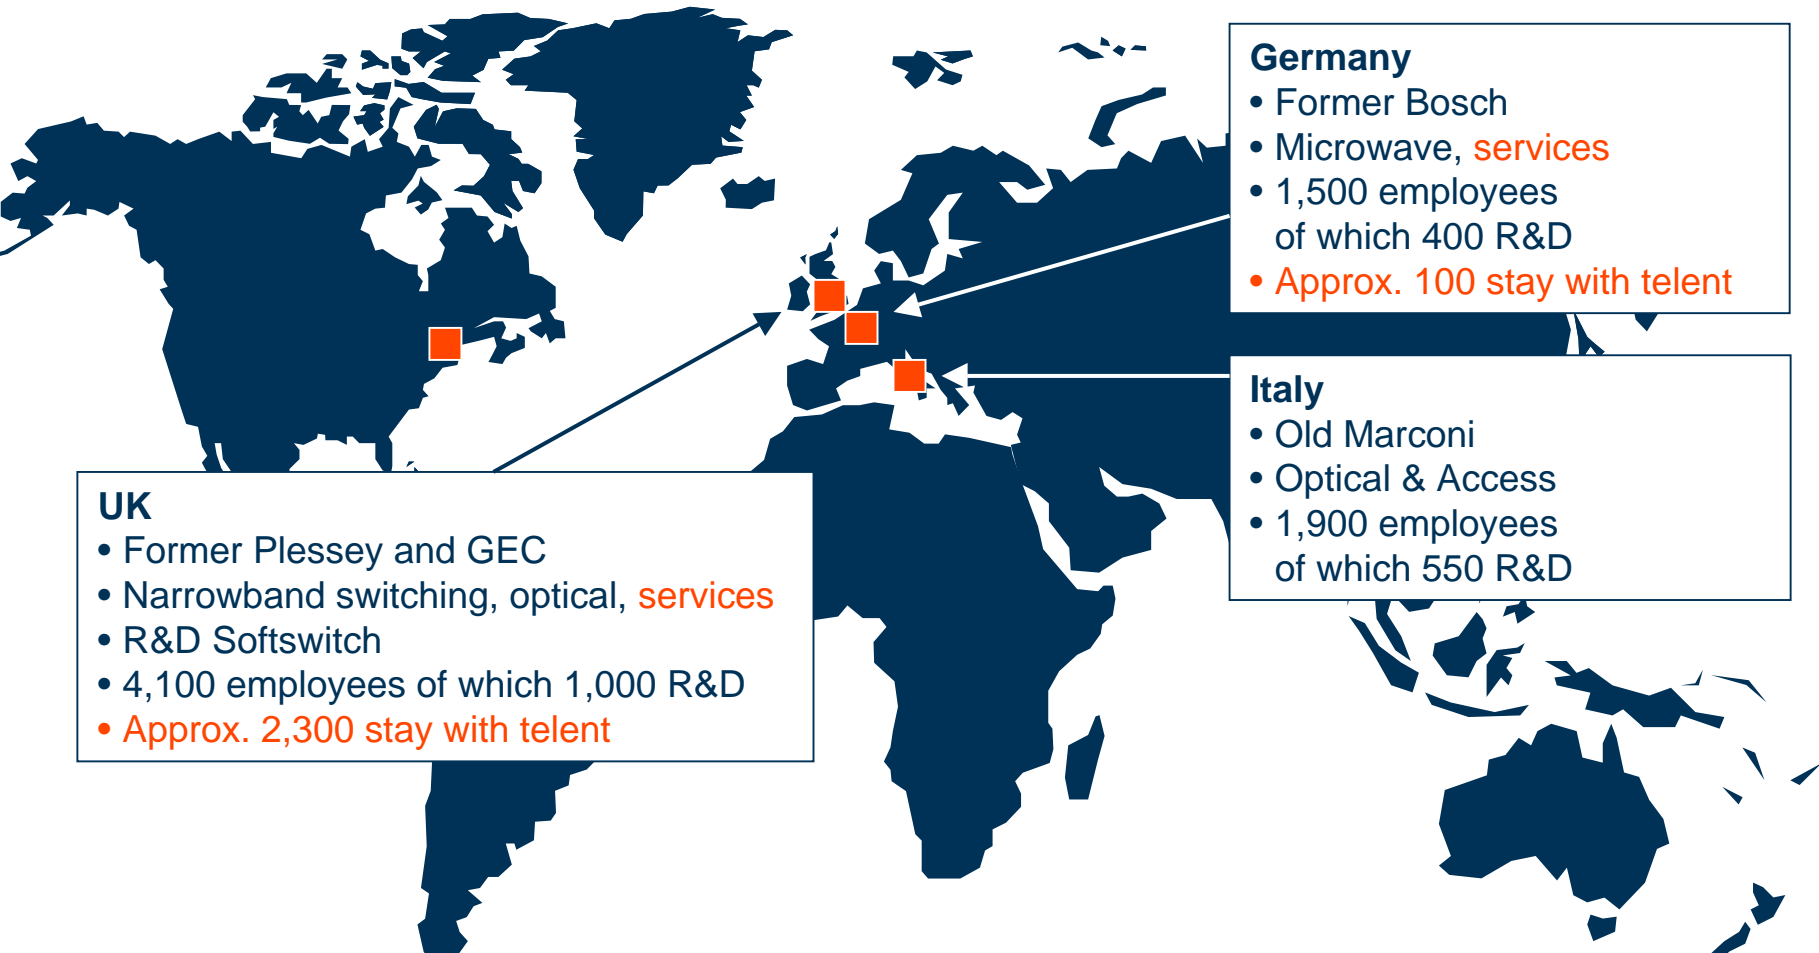 Germany
• Former Bosch
• Microwave, services
• 1,500 employees
of which 400 R&D
• Approx. 100 stay with telent
Italy
• Old Marconi
• Optical & Access
• 1,900 employees
of which 550 R&D
UK
• Former Plessey and GEC
• Narrowband switching, optical, services
• R&D Softswitch
• 4,100 employees of which 1,000 R&D
• Approx. 2,300 stay with telent